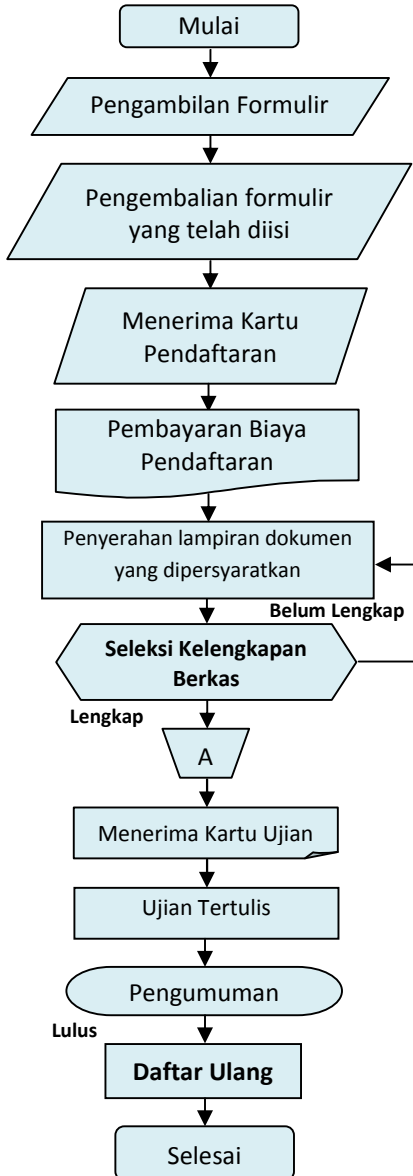 Mulai
Pengambilan Formulir
Pengembalian formulir
yang telah diisi
Menerima Kartu
Pendaftaran
Pembayaran Biaya
Pendaftaran
Penyerahan lampiran dokumen
yang dipersyaratkan
Belum Lengkap
Seleksi Kelengkapan
Berkas
Lengkap
A
Menerima Kartu Ujian
Ujian Tertulis
Pengumuman
Lulus
Daftar Ulang
Selesai